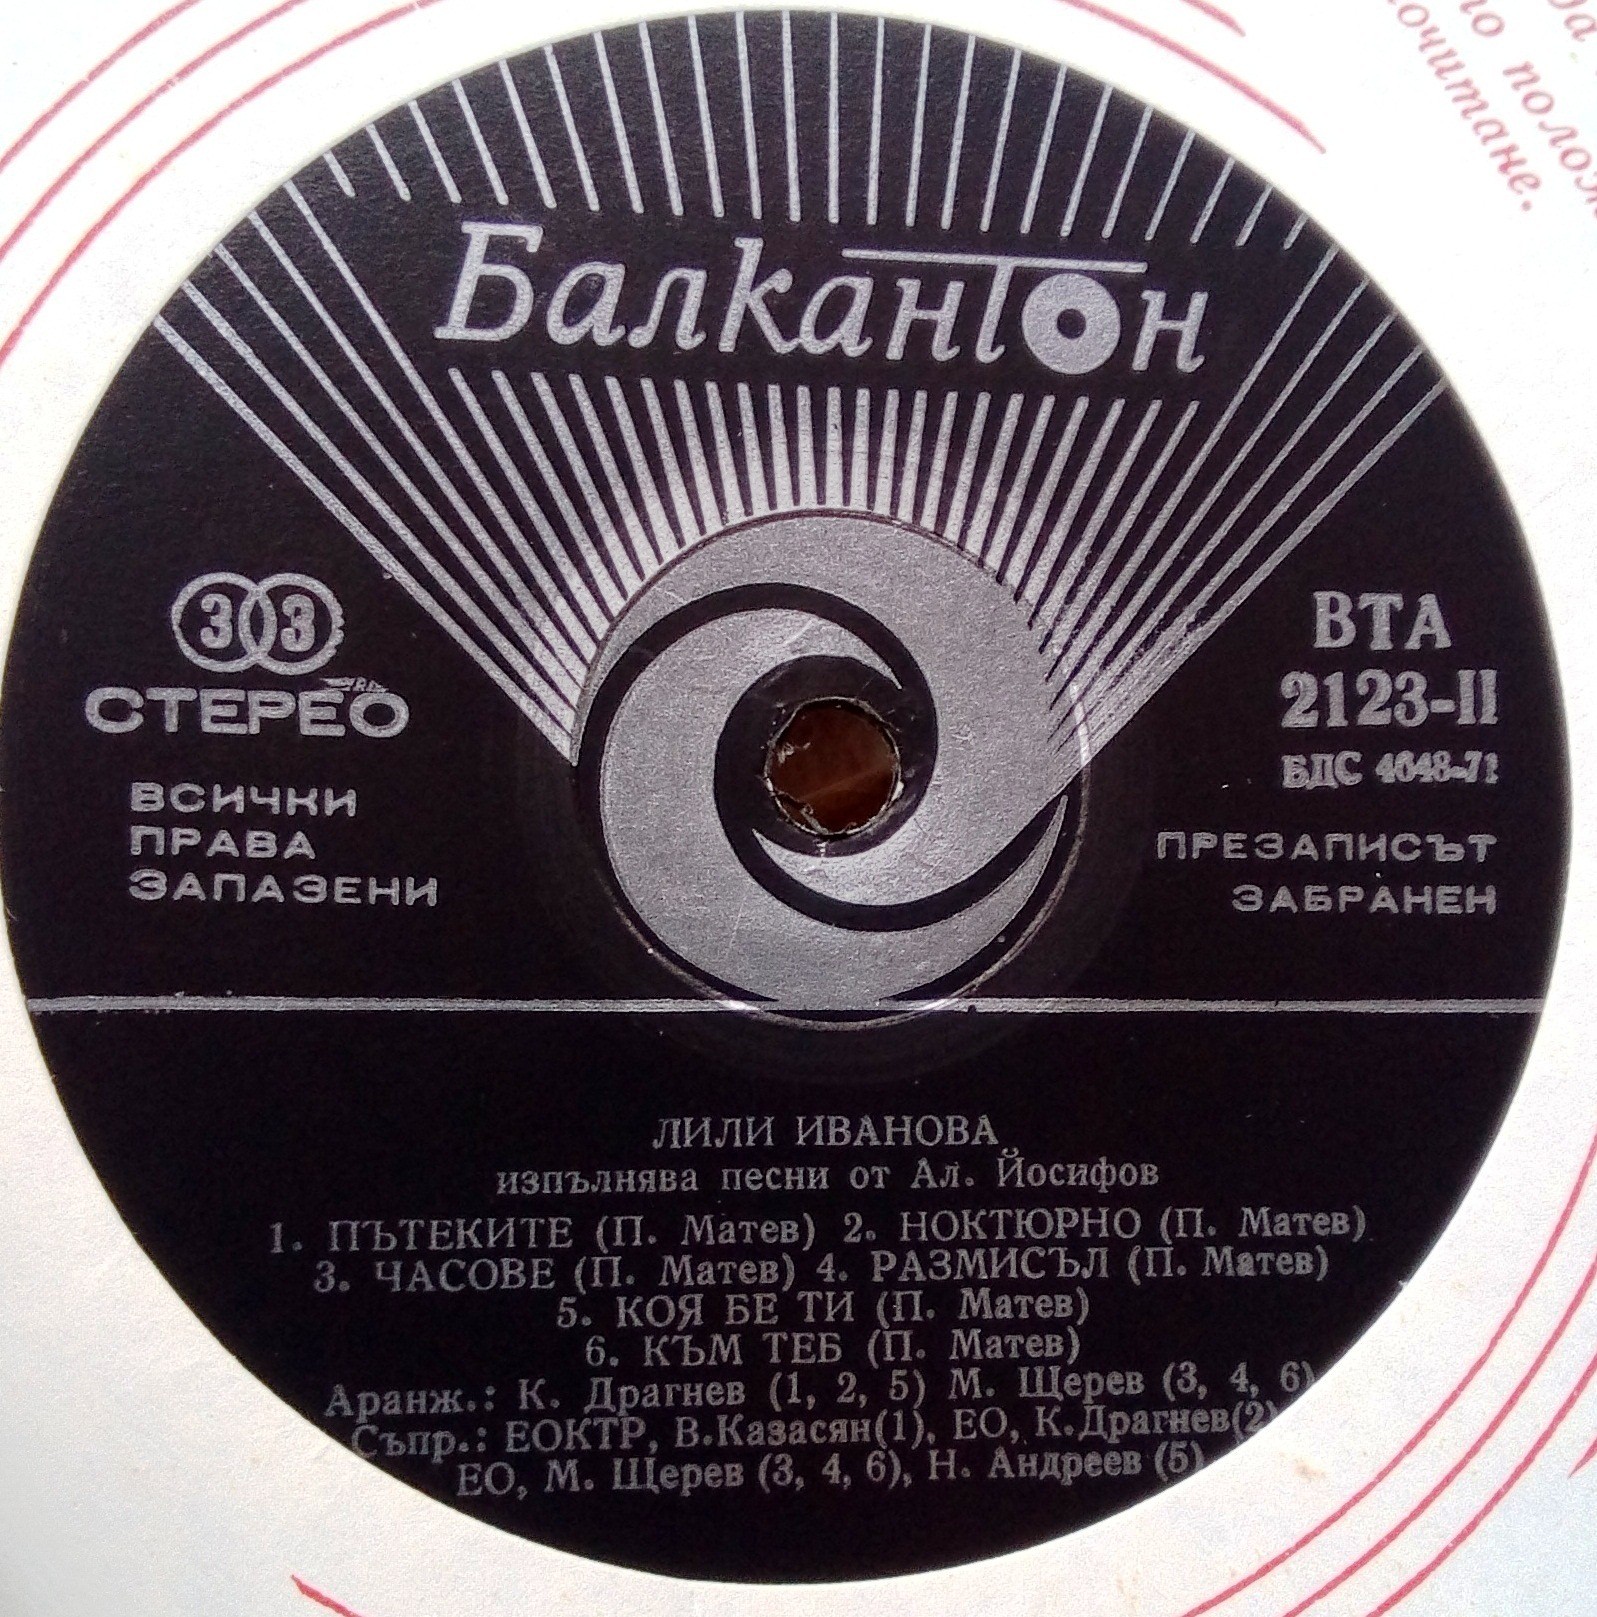 Балкантон
33
СТЕРЕО
ВСИЧКИ
ПРАВА
ЗАПАЗЕНИ
ВТА
2123-II
БДС 4048-71
ПРЕЗАПИСЪТ
ЗАБРАНЕН
ЛИЛИ ИВАНОВА
изпълнява песни от Ал. Йосифов
1. ПЪТЕКИТЕ (П. Матев) 2. НОКТЮРНО (П. Матев)
3. ЧАСОВЕ (П. Матев) 4. РАЗМИСЪЛ (П. Матев)
5. КОЯ БЕ ТИ (П. Матев)
6. КЪМ ТЕБ (П. Матев)
Аранж.: К. Драгнев (1, 2, 5) М. Щерев (3, 4, 6)
Съпр.: ЕОКТР, В.Казасян(1), ЕО, К.Драгнев(2)
ЕО, М. Щерев (3, 4, 6), Н. Андреев (5)